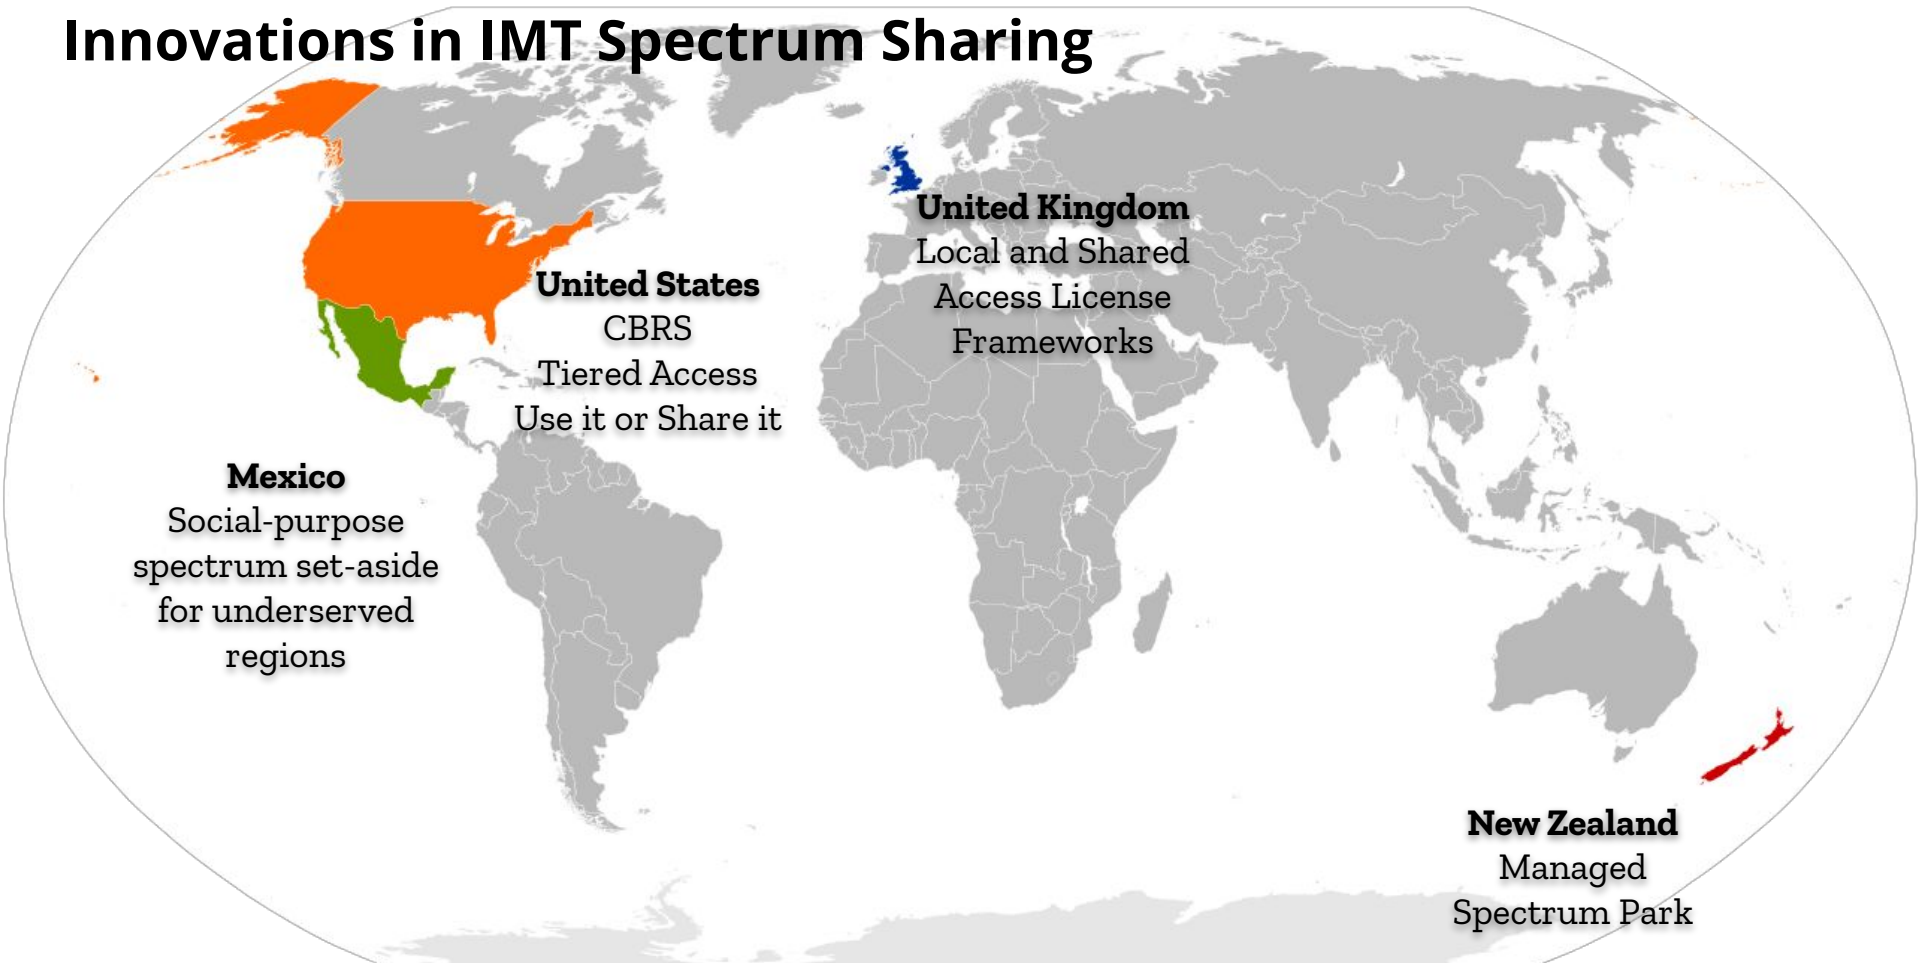 Innovations in IMT Spectrum Sharing
United Kingdom
Local and Shared
Access License
Frameworks
United States
CBRS
Tiered Access
Use it or Share it
Mexico
Social-purpose
spectrum set-aside
for underserved
regions
New Zealand
Managed
Spectrum Park